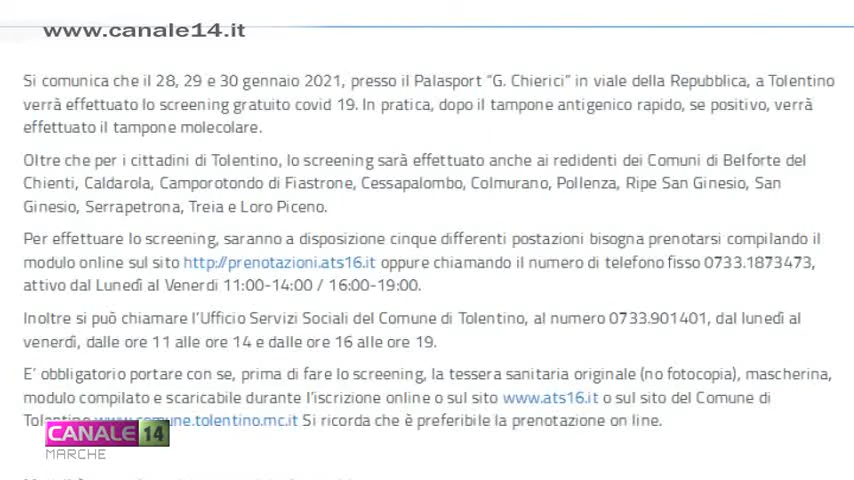 www.canale14.it
Si comunica che il 28, 29 e 30 gennaio 2021, presso il Palasport "G. Chierici" in viale della Repubblica, a Tolentino
verrà effettuato lo screening gratuito covid 19. In pratica, dopo il tampone antigenico rapido, se positivo, verrà
effettuato il tampone molecolare.
Oltre che per i cittadini di Tolentino, lo screening sarà effettuato anche ai redidenti dei Comuni di Belforte del
Chienti, Caldarola, Camporotondo di Fiastrone, Cessapalombo, Colmurano, Pollenza, Ripe San Ginesio, San
Ginesio, Serrapetrona, Treia e Loro Piceno.
Per effettuare lo screening, saranno a disposizione cinque differenti postazioni bisogna prenotarsi compilando il
modulo online sul sito http://prenotazioni.ats16.it oppure chiamando il numero di telefono fisso 0733.1873473,
attivo dal Lunedì al Venerdì 11:00-14:00 / 16:00-19:00.
Inoltre si può chiamare l'Ufficio Servizi Sociali del Comune di Tolentino, al numero 0733.901401, dal lunedì al
venerdì, dalle ore 11 alle ore 14 e dalle ore 16 alle ore 19.
E' obbligatorio portare con se, prima di fare lo screening, la tessera sanitaria originale (no fotocopia), mascherina,
modulo compilato e scaricabile durante l'iscrizione online o sul sito www.ats16.it o sul sito del Comune di
Tolentino www.comune.tolentino.mc.it Si ricorda che è preferibile la prenotazione on line.
CANALE 14
MARCHE